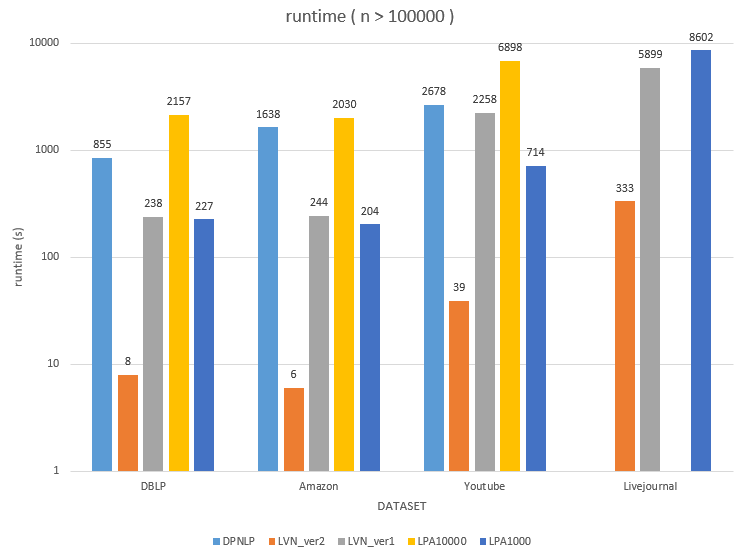 runtime ( n > 100000 )
10000
1000
100
10
1
runtime (s)
855
8
238
2157
227
1638
6
244
2030
204
2678
39
2258
6898
714
333
5899
8602
DBLP
Amazon
Youtube
Livejournal
DATASET
DPNLP
LVN_ver2
LVN_ver1
LPA10000
LPA1000